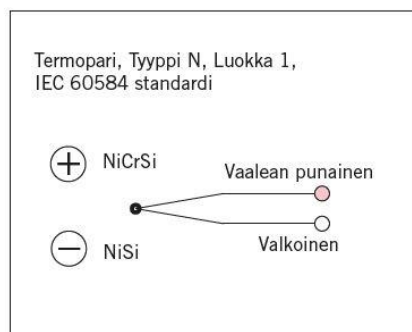 Termopari, Tyyppi N, Luokka 1,
IEC 60584 standardi
+ NiCrSi
Vaalean punainen
− NiSi
Valkoinen